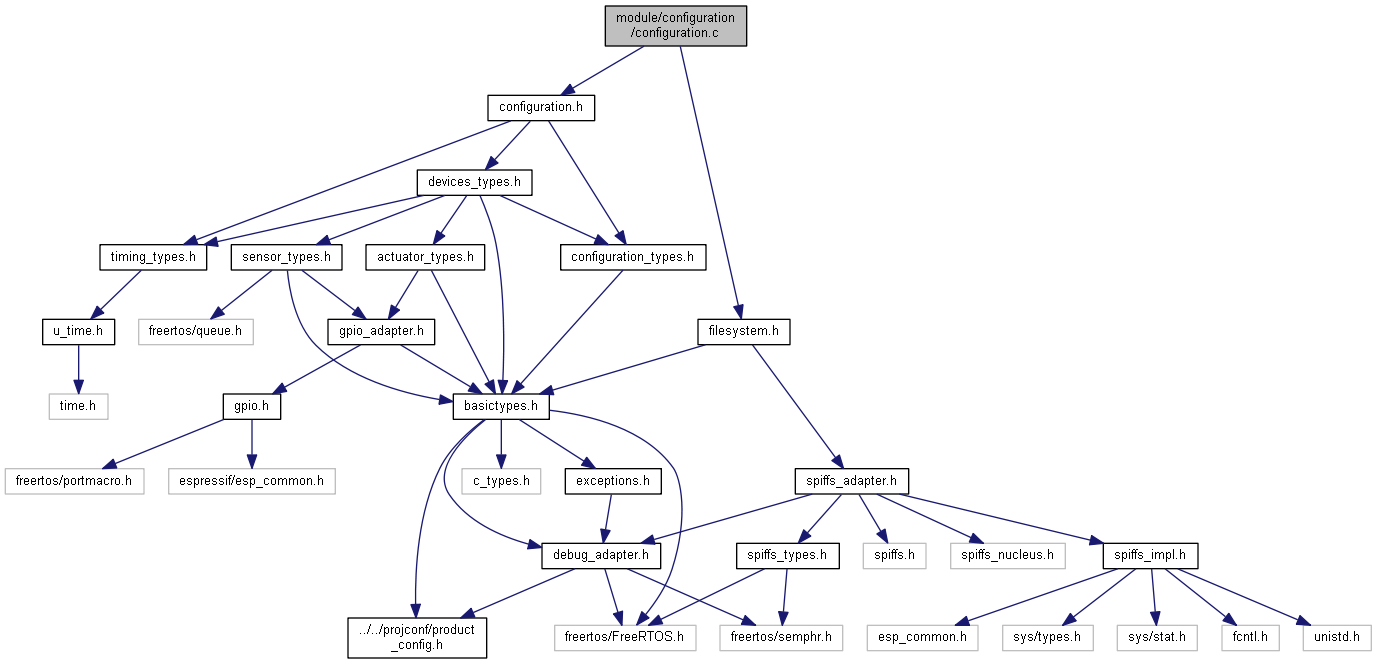 module/configuration
/configuration.c
configuration.h
devices_types.h
timing_types.h
sensor_types.h
actuator_types.h
configuration_types.h
u_time.h
freertos/queue.h
gpio_adapter.h
filesystem.h
time.h
gpio.h
basictypes.h
freertos/portmacro.h
espressif/esp_common.h
c_types.h
exceptions.h
spiffs_adapter.h
debug_adapter.h
spiffs_types.h
spiffs.h
spiffs_nucleus.h
spiffs_impl.h
../../projconf/product
_config.h
freertos/FreeRTOS.h
freertos/semphr.h
esp_common.h
sys/types.h
sys/stat.h
fcntl.h
unistd.h